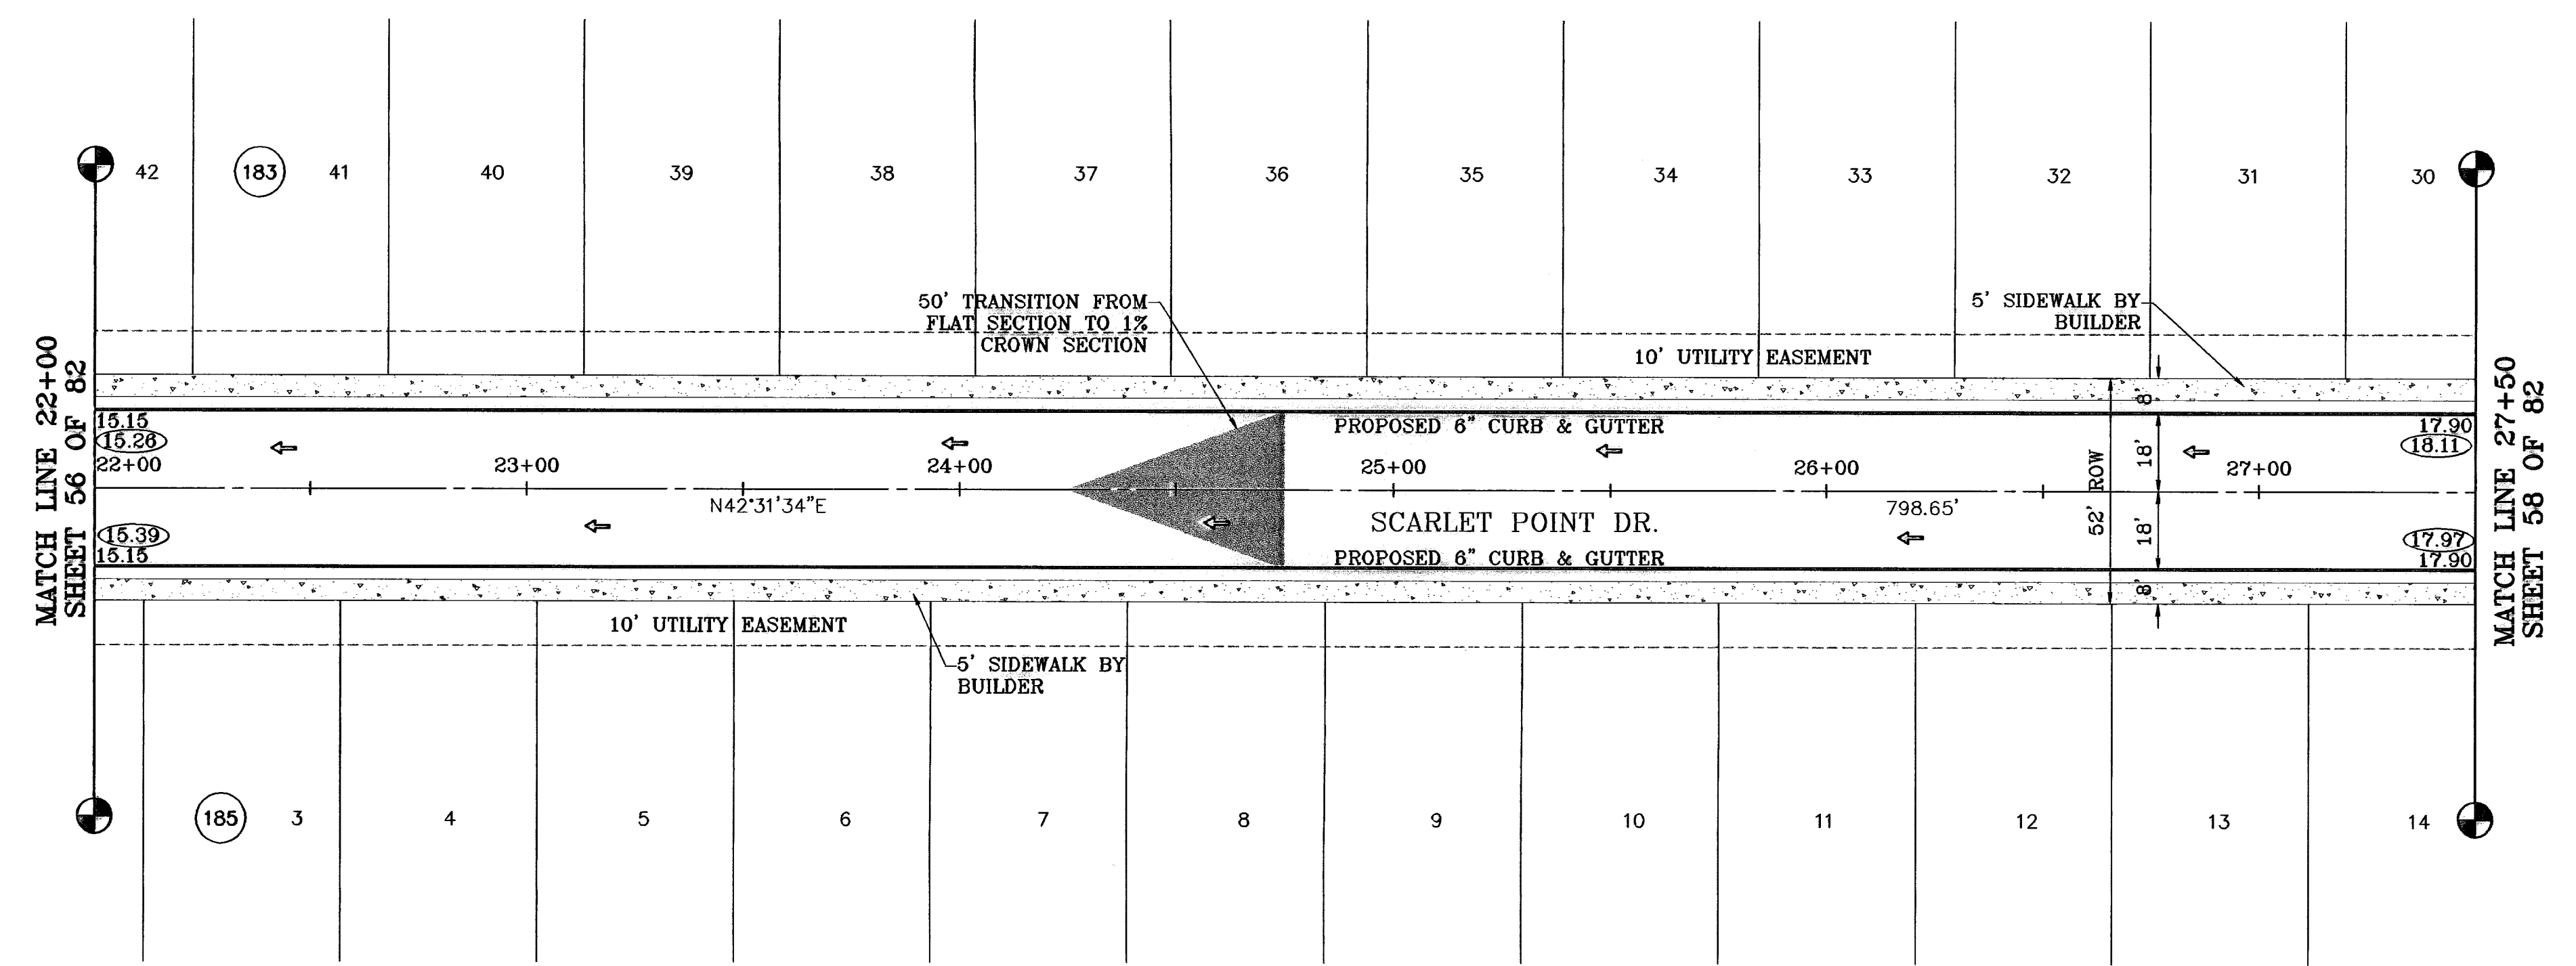 42
183
41
40
39
38
37
36
35
34
33
32
31
30
50' TRANSITION FROM
FLAT SECTION TO 1%
CROWN SECTION
5' SIDEWALK BY
BUILDER
10' UTILITY EASEMENT
MATCH LINE 22+00
SHEET 56 OF 82
15.15
15.26
22+00
23+00
24+00
25+00
26+00
27+00
PROPOSED 6" CURB & GUTTER
17.90
18.11
8'
18'
52' ROW
18'
8'
N42°31'34"E
798.65'
SCARLET POINT DR.
15.39
15.15
PROPOSED 6" CURB & GUTTER
17.97
17.90
MATCH LINE 27+50
SHEET 58 OF 82
10' UTILITY EASEMENT
5' SIDEWALK BY
BUILDER
185
3
4
5
6
7
8
9
10
11
12
13
14